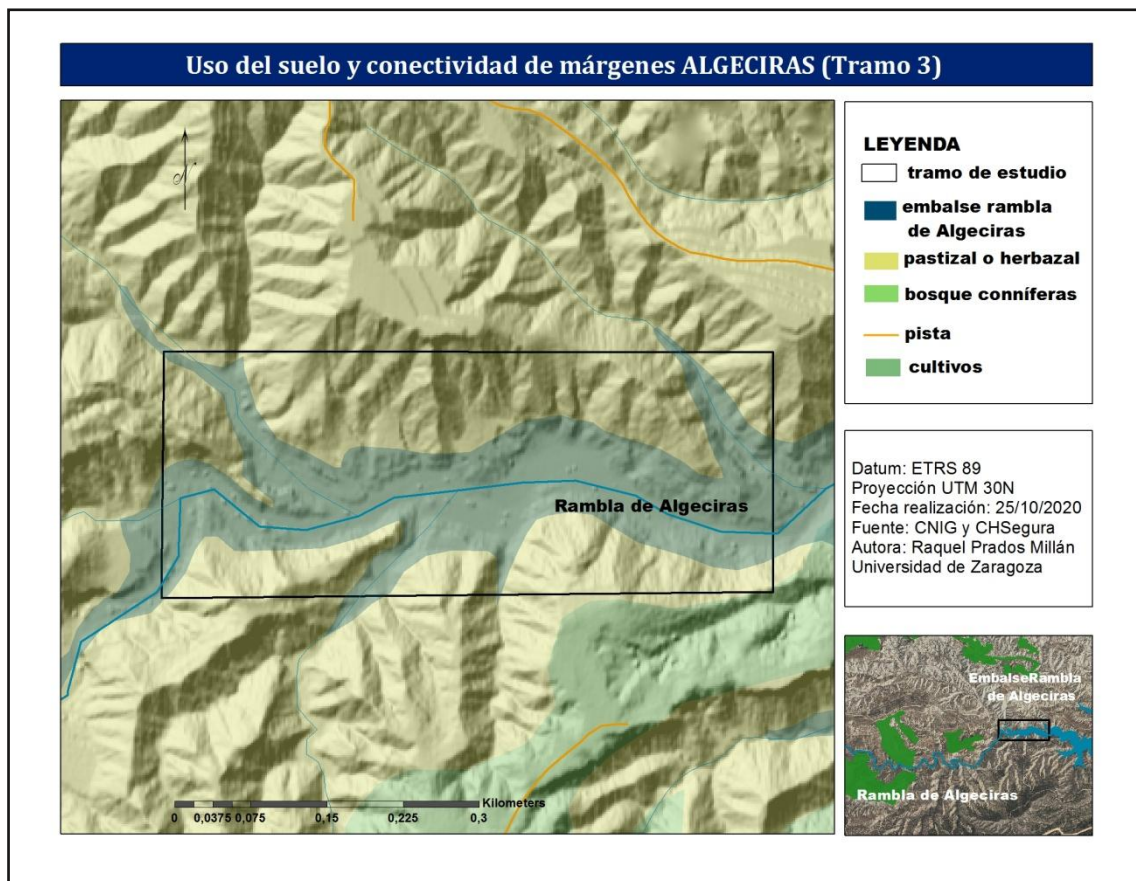 Uso del suelo y conectividad de márgenes ALGECIRAS (Tramo 3)
N
Rambla de Algeciras
Kilometers
0 0,0375 0,075 0,15 0,225 0,3
LEYENDA
tramo de estudio
embalse rambla
de Algeciras
pastizal o herbazal
bosque conníferas
pista
cultivos
Datum: ETRS 89
Proyección UTM 30N
Fecha realización: 25/10/2020
Fuente: CNIG y CHSegura
Autora: Raquel Prados Millán
Universidad de Zaragoza
EmbalseRambla
de Algeciras
Rambla de Algeciras